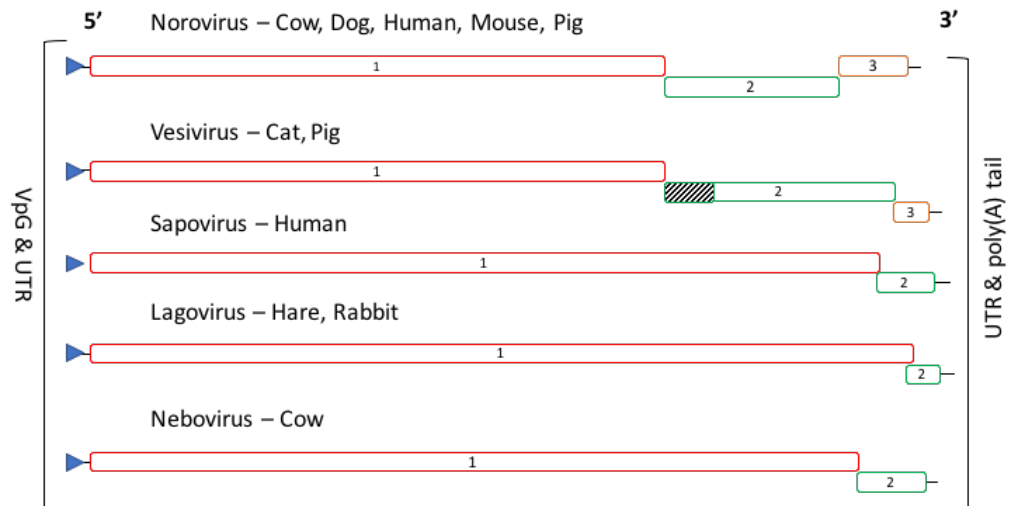 5’
Norovirus – Cow, Dog, Human, Mouse, Pig
3’
1
2
3
Vesivirus – Cat, Pig
1
2
3
Sapovirus – Human
1
2
Lagovirus – Hare, Rabbit
1
2
Nebovirus – Cow
1
2
VpG & UTR
UTR & poly(A) tail